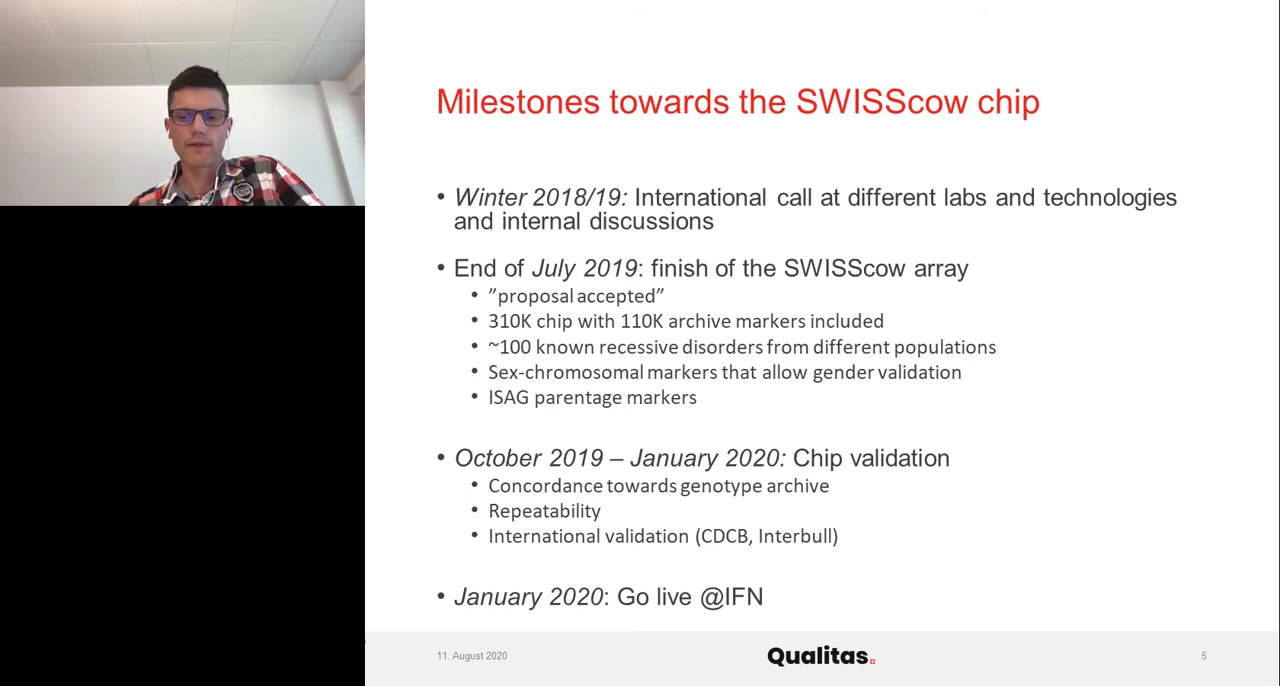 Milestones towards the SWISScow chip
• Winter 2018/19: International call at different labs and technologies
and internal discussions
• End of July 2019: finish of the SWISScow array
• ”proposal accepted”
• 310K chip with 110K archive markers included
• ~100 known recessive disorders from different populations
• Sex-chromosomal markers that allow gender validation
• ISAG parentage markers
• October 2019 – January 2020: Chip validation
• Concordance towards genotype archive
• Repeatability
• International validation (CDCB, Interbull)
• January 2020: Go live @IFN
11. August 2020
Qualitas
5